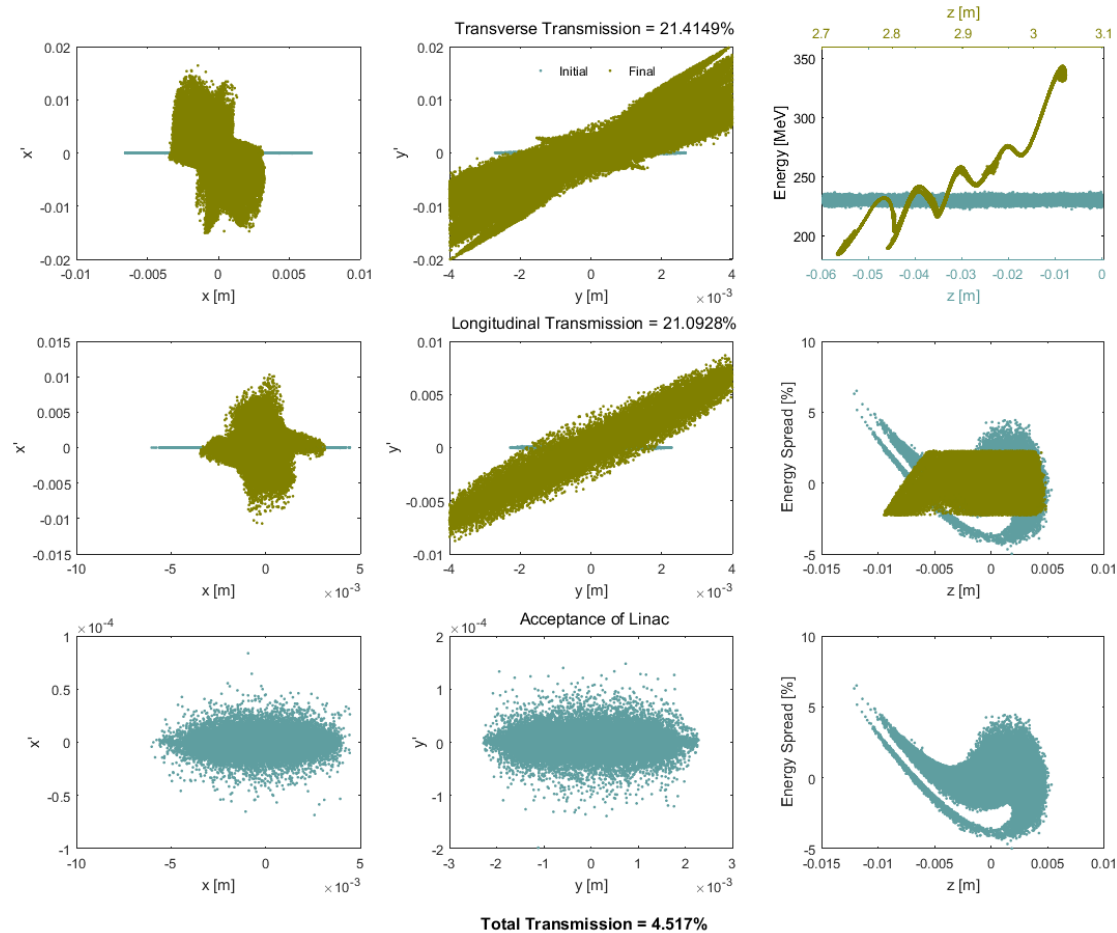 Transverse Transmission = 21.4149%
0.02
0.01
0
-0.01
0.02
x'
-0.01 -0.005 0 0.005 0.01
x [m]
0.02
0.01
0
-0.01
0.02
y'
Initial Final
-4 -2 0 2 4
y [m] × 10⁻³
z [m]
2.7 2.8 2.9 3 3.1
350
300
250
200
Energy [MeV]
-0.06 -0.05 -0.04 -0.03 -0.02 -0.01 0
z [m]
Longitudinal Transmission = 21.0928%
0.015
0.01
0.005
0
-0.005
-0.01
-0.015
x'
-10 -5 0 5
x [m] × 10⁻³
0.01
0.005
0
-0.005
-0.01
y'
-4 -2 0 2 4
y [m] × 10⁻³
10
5
0
-5
Energy Spread [%]
-0.015 -0.01 -0.005 0 0.005 0.01
z [m]
Acceptance of Linac
× 10⁻⁴
1
0.5
0
-0.5
-1
x'
-10 -5 0 5
x [m] × 10⁻³
× 10⁻⁴
2
1
0
-1
-2
y'
-3 -2 -1 0 1 2 3
y [m] × 10⁻³
10
5
0
-5
Energy Spread [%]
-0.015 -0.01 -0.005 0 0.005 0.01
z [m]
Total Transmission = 4.517%